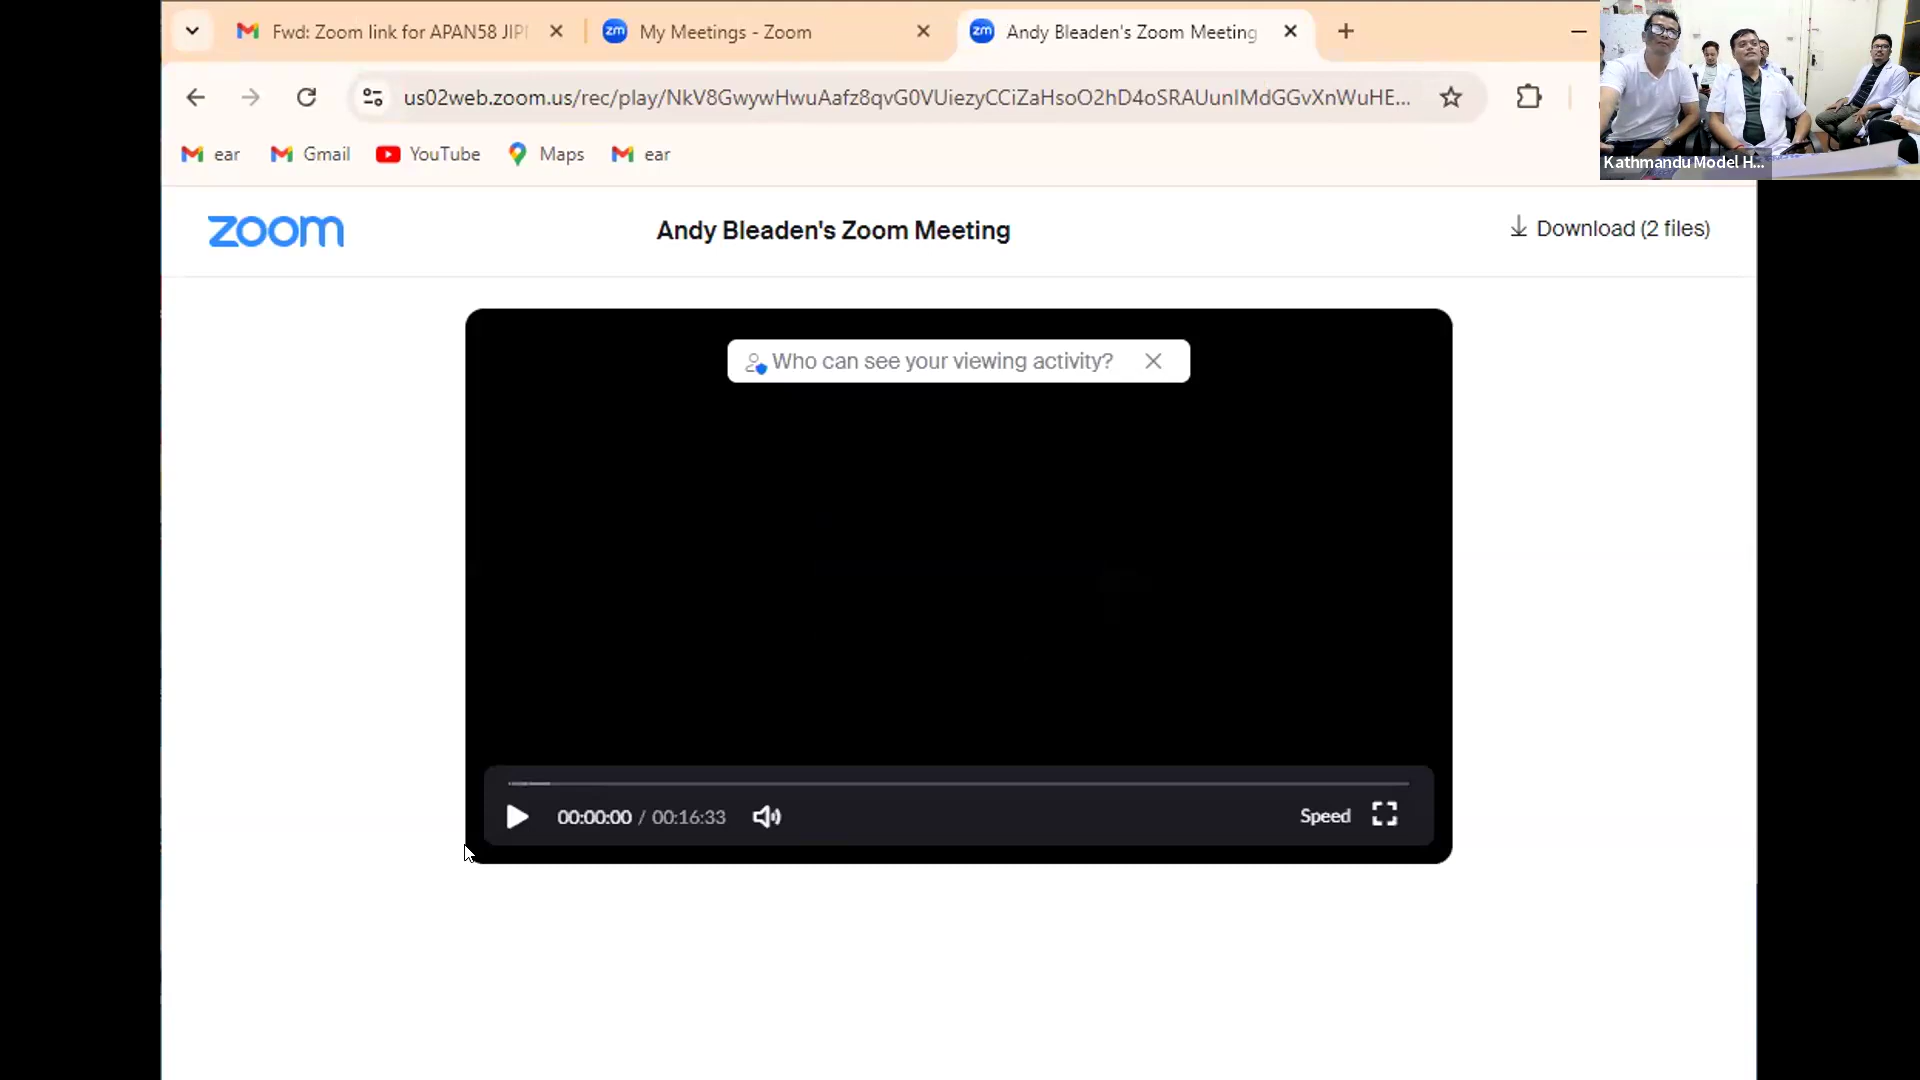 Fwd: Zoom link for APAN58 JIP
My Meetings - Zoom
Andy Bleaden's Zoom Meeting
us02web.zoom.us/rec/play/NkV8GwywHwuAafz8qvG0VUiezyCCiZaHsoO2hD4oSRAUunIMdGGvXnWuHE...
ear
Gmail
YouTube
Maps
ear
Kathmandu Model H...
zoom
Andy Bleaden's Zoom Meeting
Download (2 files)
Who can see your viewing activity?
00:00:00 / 00:16:33
Speed